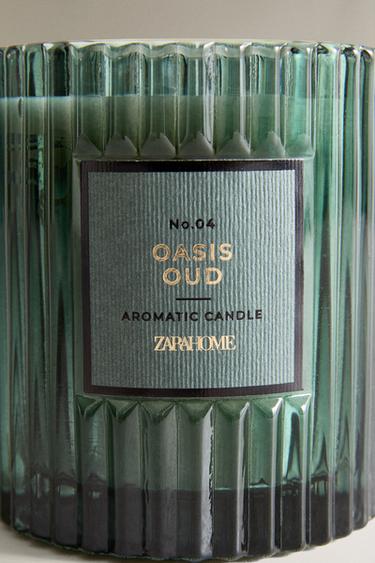 No.04
OASIS
OUD
AROMATIC CANDLE
ZARAHOME